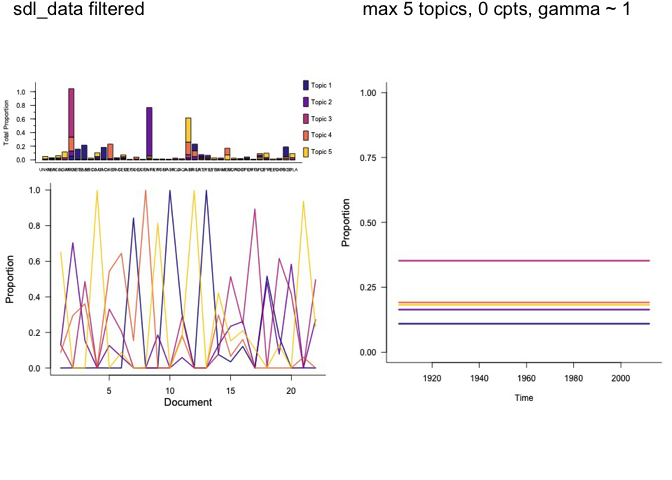 sdl_data filtered
max 5 topics, 0 cpts, gamma ~ 1
Total Proportion
1.0
0.8
0.6
0.4
0.2
0.0
Topic 1
Topic 2
Topic 3
Topic 4
Topic 5
Proportion
1.0
0.8
0.6
0.4
0.2
0.0
5
10
15
20
Document
Proportion
1.00
0.75
0.50
0.25
0.00
1920
1940
1960
1980
2000
Time